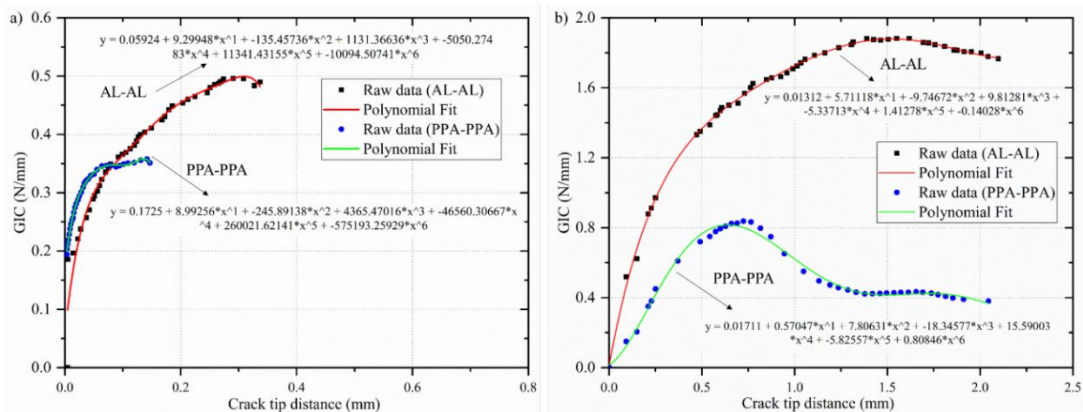 a)
0.6
0.5
0.4
0.3
0.2
0.1
0.0
GIC (N/mm)
y = 0.05924 + 9.29948*x^1 + -135.45736*x^2 + 1131.36636*x^3 + -5050.274
83*x^4 + 11341.43155*x^5 + -10094.50741*x^6
AL-AL
Raw data (AL-AL)
Polynomial Fit
Raw data (PPA-PPA)
Polynomial Fit
PPA-PPA
y = 0.1725 + 8.99256*x^1 + -245.89138*x^2 + 4365.47016*x^3 + -46560.30667*x
^4 + 260021.62141*x^5 + -575193.25929*x^6
0.0
0.2
0.4
0.6
0.8
Crack tip distance (mm)
b)
2.0
1.6
1.2
0.8
0.4
0.0
GIC (N/mm)
AL-AL
y = 0.01312 + 5.71118*x^1 + -9.74672*x^2 + 9.81281*x^3 +
-5.33713*x^4 + 1.41278*x^5 + -0.14028*x^6
Raw data (AL-AL)
Polynomial Fit
Raw data (PPA-PPA)
Polynomial Fit
PPA-PPA
y = 0.01711 + 0.57047*x^1 + 7.80631*x^2 + -18.34577*x^3 + 15.59003
*x^4 + -5.82557*x^5 + 0.80846*x^6
0.0
0.5
1.0
1.5
2.0
2.5
Crack tip distance (mm)